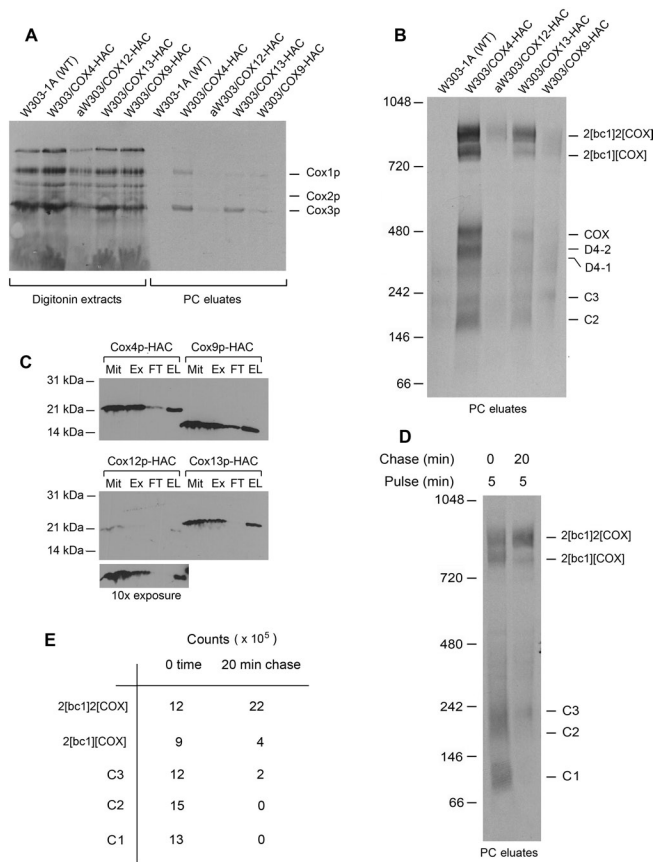 A
W303-1A (WT)
W303/COX4-HAC
aW303/COX12-HAC
W303/COX13-HAC
W303/COX9-HAC
W303-1A (WT)
W303/COX4-HAC
aW303/COX12-HAC
W303/COX13-HAC
W303/COX9-HAC
Cox1p
Cox2p
Cox3p
Digitonin extracts
PC eluates
B
W303-1A (WT)
W303/COX4-HAC
aW303/COX12-HAC
W303/COX13-HAC
W303/COX9-HAC
1048
720
480
242
146
66
2[bc1]2[COX]
2[bc1][COX]
COX
D4-2
D4-1
C3
C2
PC eluates
C
Cox4p-HAC Cox9p-HAC
Mit Ex FT EL Mit Ex FT EL
31 kDa
21 kDa
14 kDa
Cox12p-HAC Cox13p-HAC
Mit Ex FT EL Mit Ex FT EL
31 kDa
21 kDa
14 kDa
10x exposure
D
Chase (min) 0 20
Pulse (min) 5 5
1048
720
480
242
146
66
2[bc1]2[COX]
2[bc1][COX]
C3
C2
C1
PC eluates
E
Counts ( x 10⁵)
0 time 20 min chase
2[bc1]2[COX] 12 22
2[bc1][COX] 9 4
C3 12 2
C2 15 0
C1 13 0